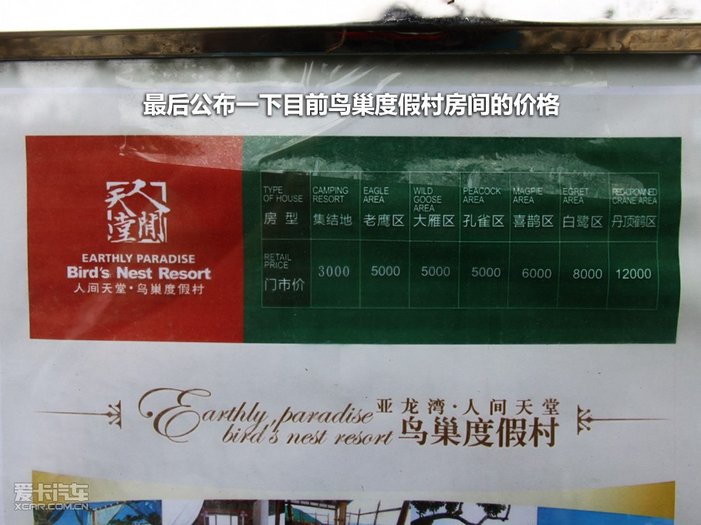 最后公布一下目前鸟巢度假村房间的价格
人间天堂
EARTHLY PARADISE
Bird's Nest Resort
人间天堂·鸟巢度假村
TYPE OF HOUSE CAMPING RESORT EAGLE AREA WILD GOOSE AREA PEACOCK AREA MAGPIE AREA EGRET AREA RED-CROWNED CRANE AREA
房型 集结地 老鹰区 大雁区 孔雀区 喜鹊区 白鹭区 丹顶鹤区
RETAIL PRICE
门市价 3000 5000 5000 5000 6000 8000 12000
Earthly paradise
bird's nest resort
亚龙湾·人间天堂
鸟巢度假村
爱卡汽车
XCAR.COM.CN